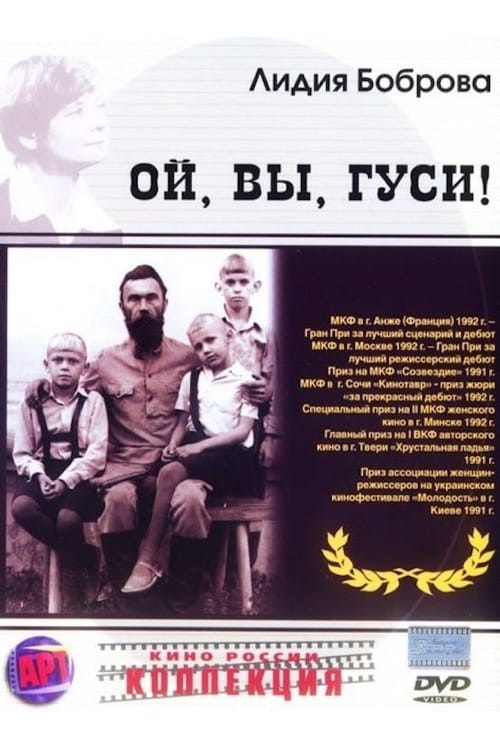 Лидия Боброва
ОЙ, ВЫ, ГУСИ!
МКФ в г. Анже (Франция) 1992 г. –
Гран При за лучший сценарий и дебют
МКФ в г. Москве 1992 г. – Гран При за
лучший режиссерский дебют
Приз на МКФ «Созвездие» 1991 г.
МКФ в г. Сочи «Кинотавр» - приз жюри
«за прекрасный дебют» 1992 г.
Специальный приз на II МКФ женского
кино в г. Минске 1992 г.
Главный приз на I ВКФ авторского
кино в г. Твери «Хрустальная ладья»
1991 г.
Приз ассоциации женщин-
режиссеров на украинском
кинофестивале «Молодость» в г.
Киеве 1991 г.
АРТ
КИНО РОССИИ
КОЛЛЕКЦИЯ
DVD
VIDEO